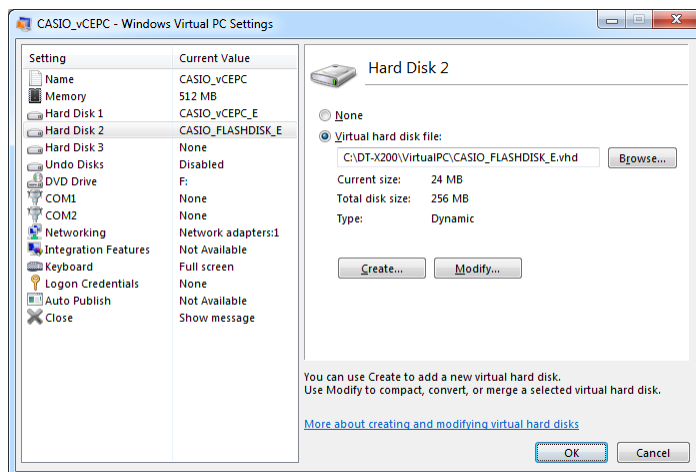 CASIO_vCEPC - Windows Virtual PC Settings
Setting Current Value
Name CASIO_vCEPC
Memory 512 MB
Hard Disk 1 CASIO_vCEPC_E
Hard Disk 2 CASIO_FLASHDISK_E
Hard Disk 3 None
Undo Disks Disabled
DVD Drive F:
COM1 None
COM2 None
Networking Network adapters:1
Integration Features Not Available
Keyboard Full screen
Logon Credentials None
Auto Publish Not Available
Close Show message
Hard Disk 2
None
Virtual hard disk file:
C:\DT-X200\VirtualPC\CASIO_FLASHDISK_E.vhd Browse...
Current size: 24 MB
Total disk size: 256 MB
Type: Dynamic
Create... Modify...
You can use Create to add a new virtual hard disk.
Use Modify to compact, convert, or merge a selected virtual hard disk.
More about creating and modifying virtual hard disks
OK Cancel